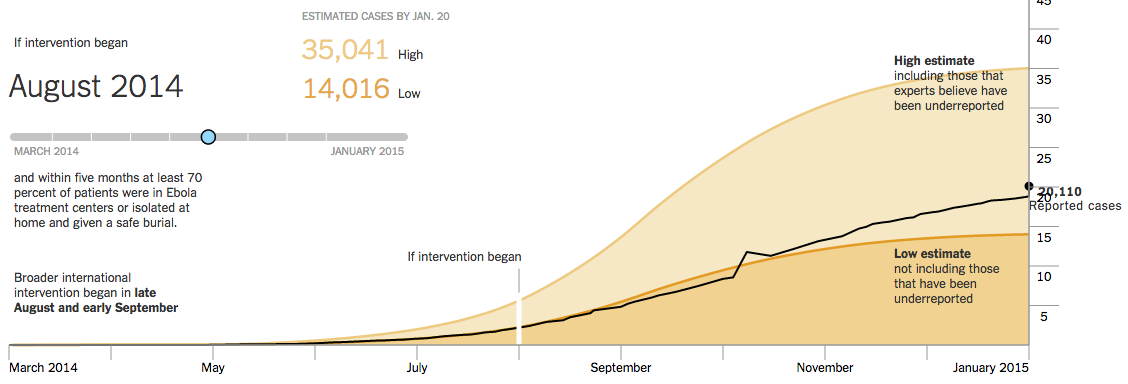 ESTIMATED CASES BY JAN. 20
If intervention began
35,041 High
August 2014
14,016 Low
MARCH 2014
JANUARY 2015
and within five months at least 70
percent of patients were in Ebola
treatment centers or isolated at
home and given a safe burial.
Broader international
intervention began in late
August and early September
If intervention began
High estimate
including those that
experts believe have
been underreported
Low estimate
not including those
that have been
underreported
45
40
35
30
25
20
20,110
Reported cases
15
10
5
March 2014
May
July
September
November
January 2015